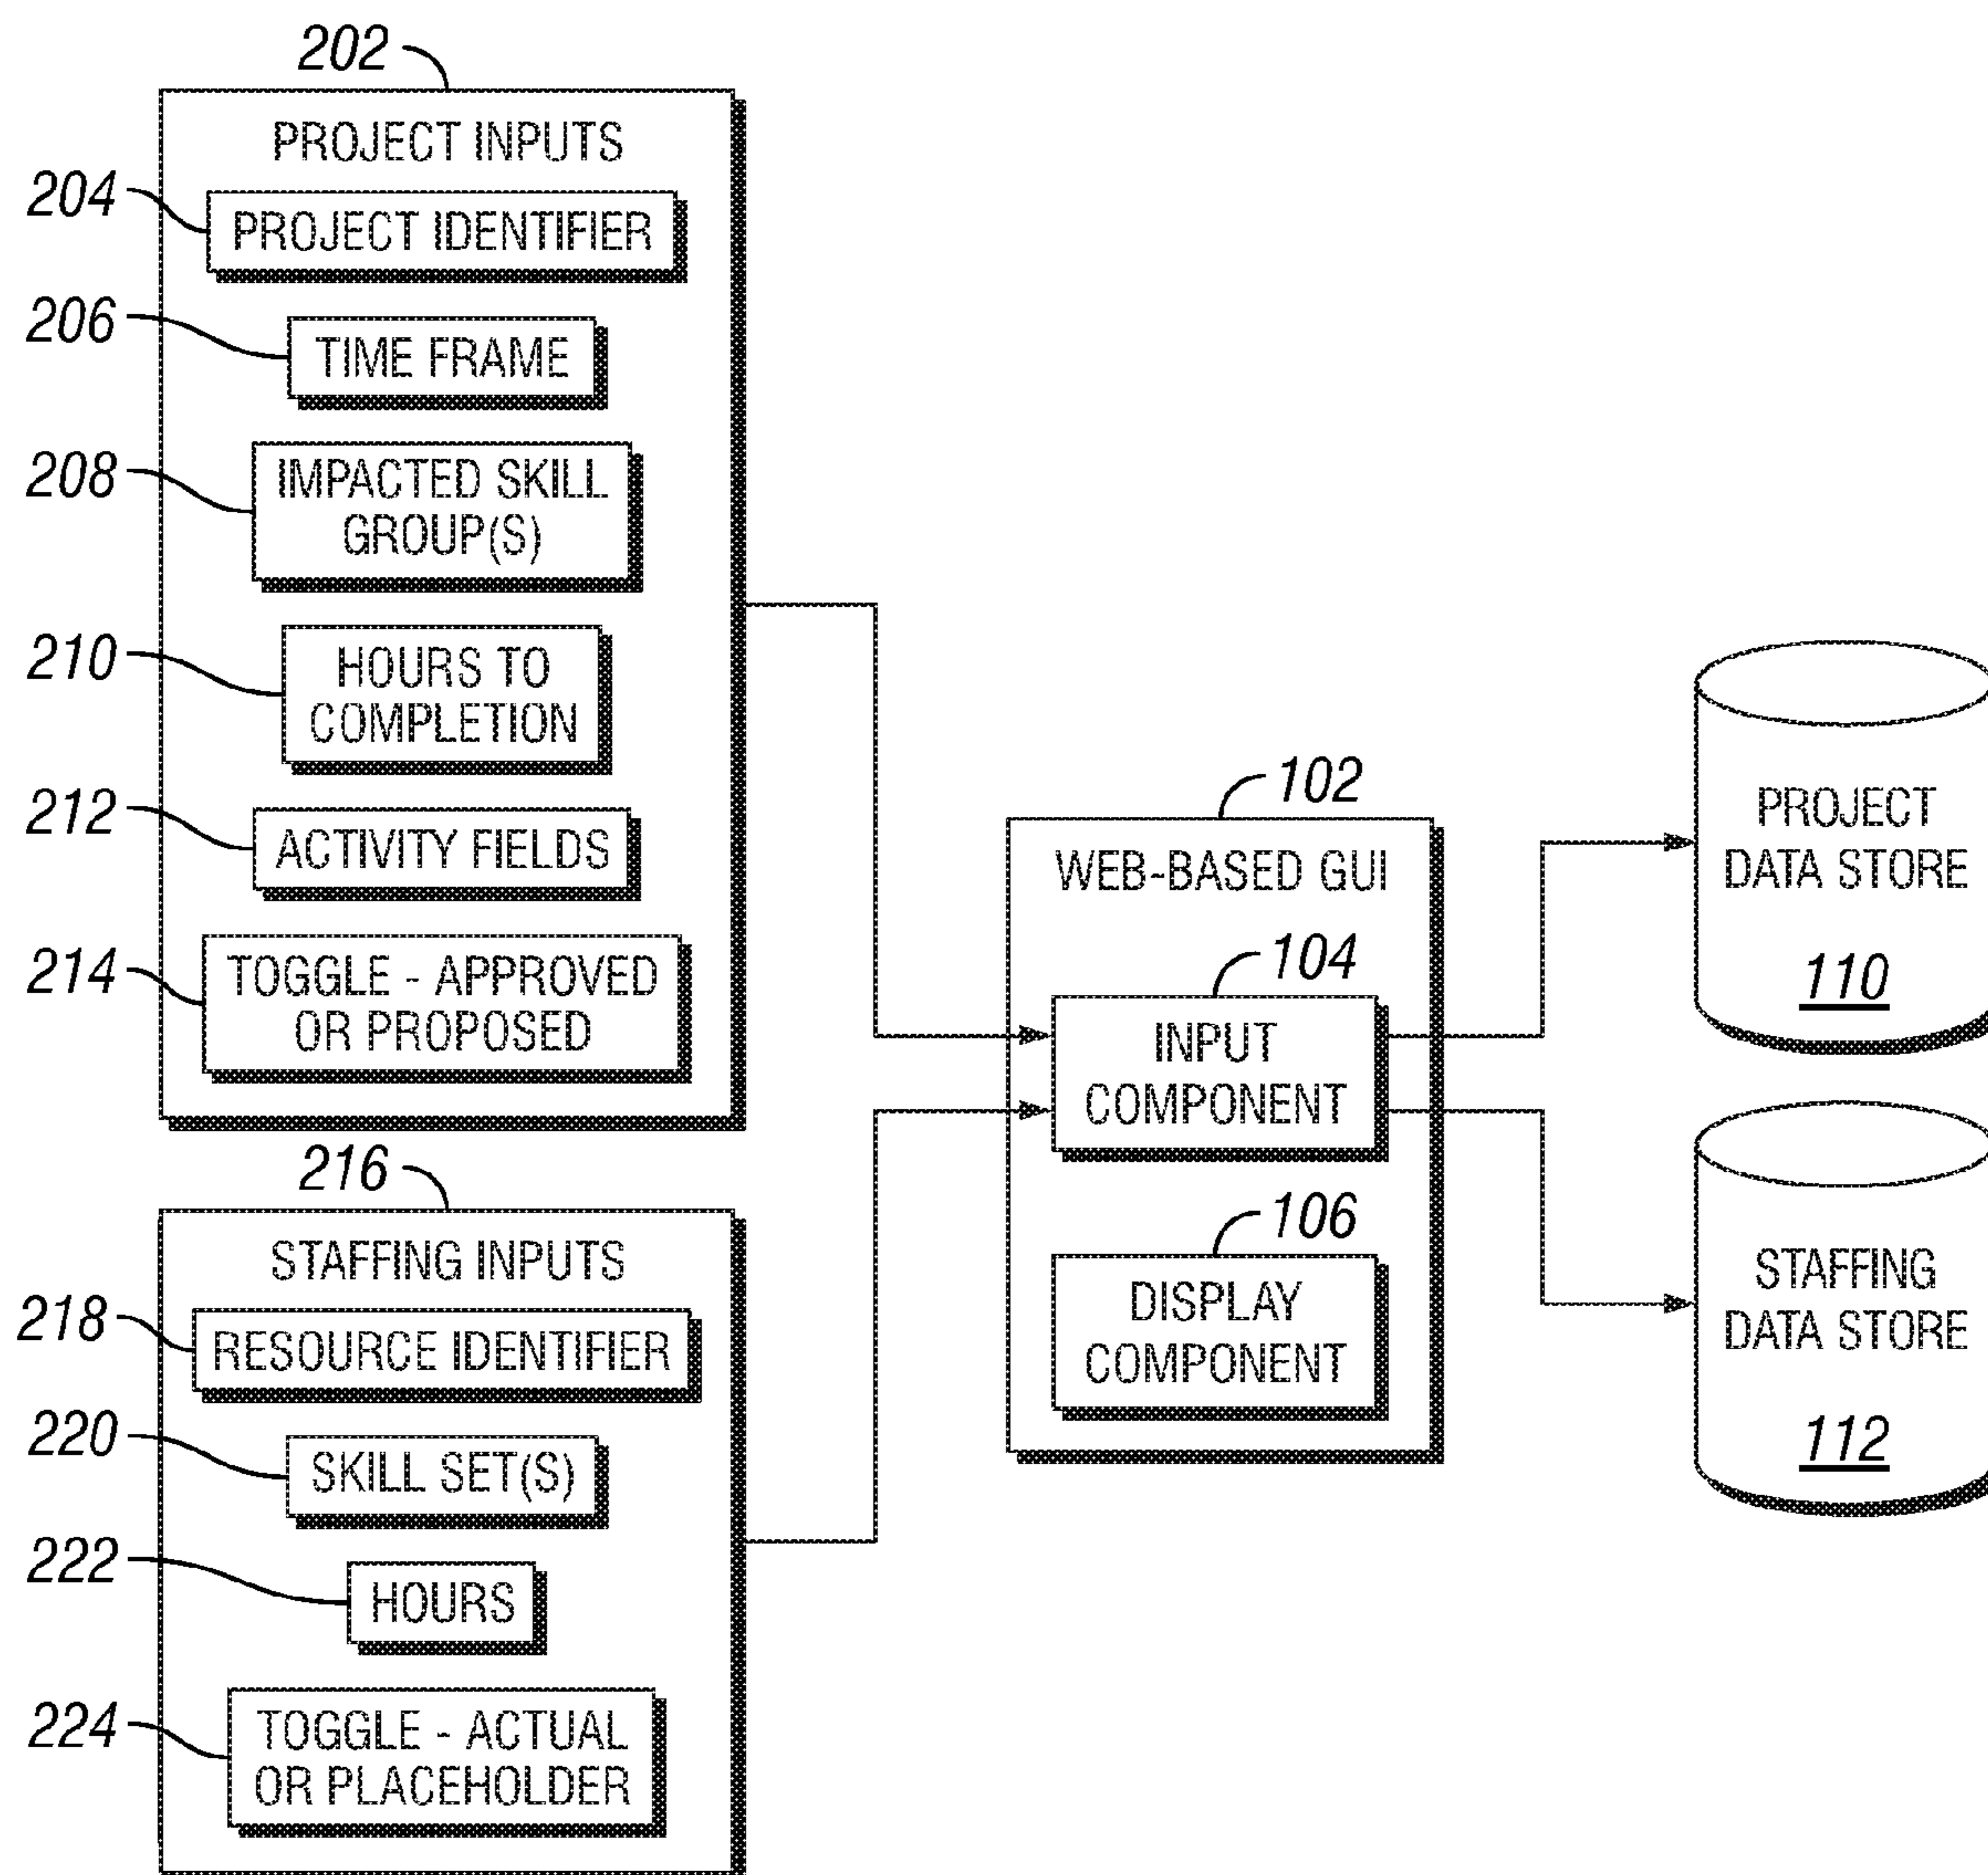 202
PROJECT INPUTS
204
PROJECT IDENTIFIER
206
TIME FRAME
208
IMPACTED SKILL
GROUP(S)
210
HOURS TO
COMPLETION
212
ACTIVITY FIELDS
214
TOGGLE - APPROVED
OR PROPOSED
216
STAFFING INPUTS
218
RESOURCE IDENTIFIER
220
SKILL SET(S)
222
HOURS
224
TOGGLE - ACTUAL
OR PLACEHOLDER
102
WEB-BASED GUI
104
INPUT
COMPONENT
106
DISPLAY
COMPONENT
PROJECT
DATA STORE
110
STAFFING
DATA STORE
112